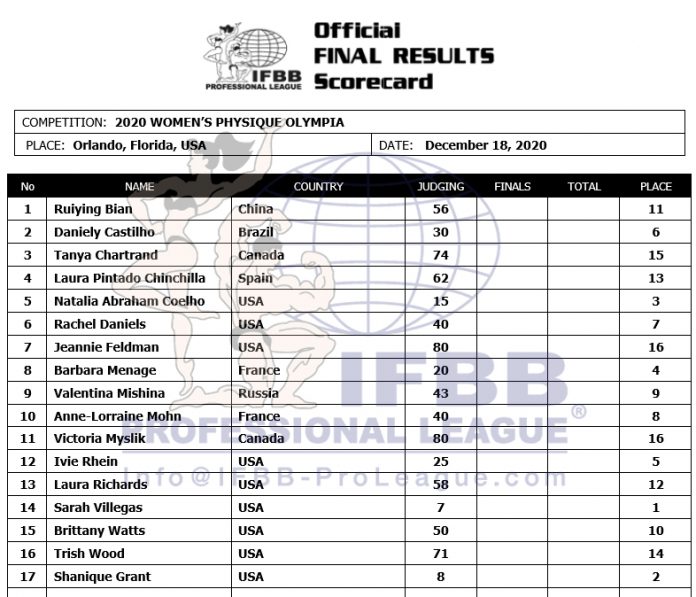 Official
FINAL RESULTS
Scorecard
IFBB
PROFESSIONAL LEAGUE
COMPETITION: 2020 WOMEN'S PHYSIQUE OLYMPIA
PLACE: Orlando, Florida, USA DATE: December 18, 2020
No NAME COUNTRY JUDGING FINALS TOTAL PLACE
1 Ruiying Bian China 56 11
2 Daniely Castilho Brazil 30 6
3 Tanya Chartrand Canada 74 15
4 Laura Pintado Chinchilla Spain 62 13
5 Natalia Abraham Coelho USA 15 3
6 Rachel Daniels USA 40 7
7 Jeannie Feldman USA 80 16
8 Barbara Menage France 20 4
9 Valentina Mishina Russia 43 9
10 Anne-Lorraine Mohn France 40 8
11 Victoria Myslik Canada 80 16
12 Ivie Rhein USA 25 5
13 Laura Richards USA 58 12
14 Sarah Villegas USA 7 1
15 Brittany Watts USA 50 10
16 Trish Wood USA 71 14
17 Shanique Grant USA 8 2
IFBB
PROFESSIONAL LEAGUE®
Info@IFBB-ProLeague.com